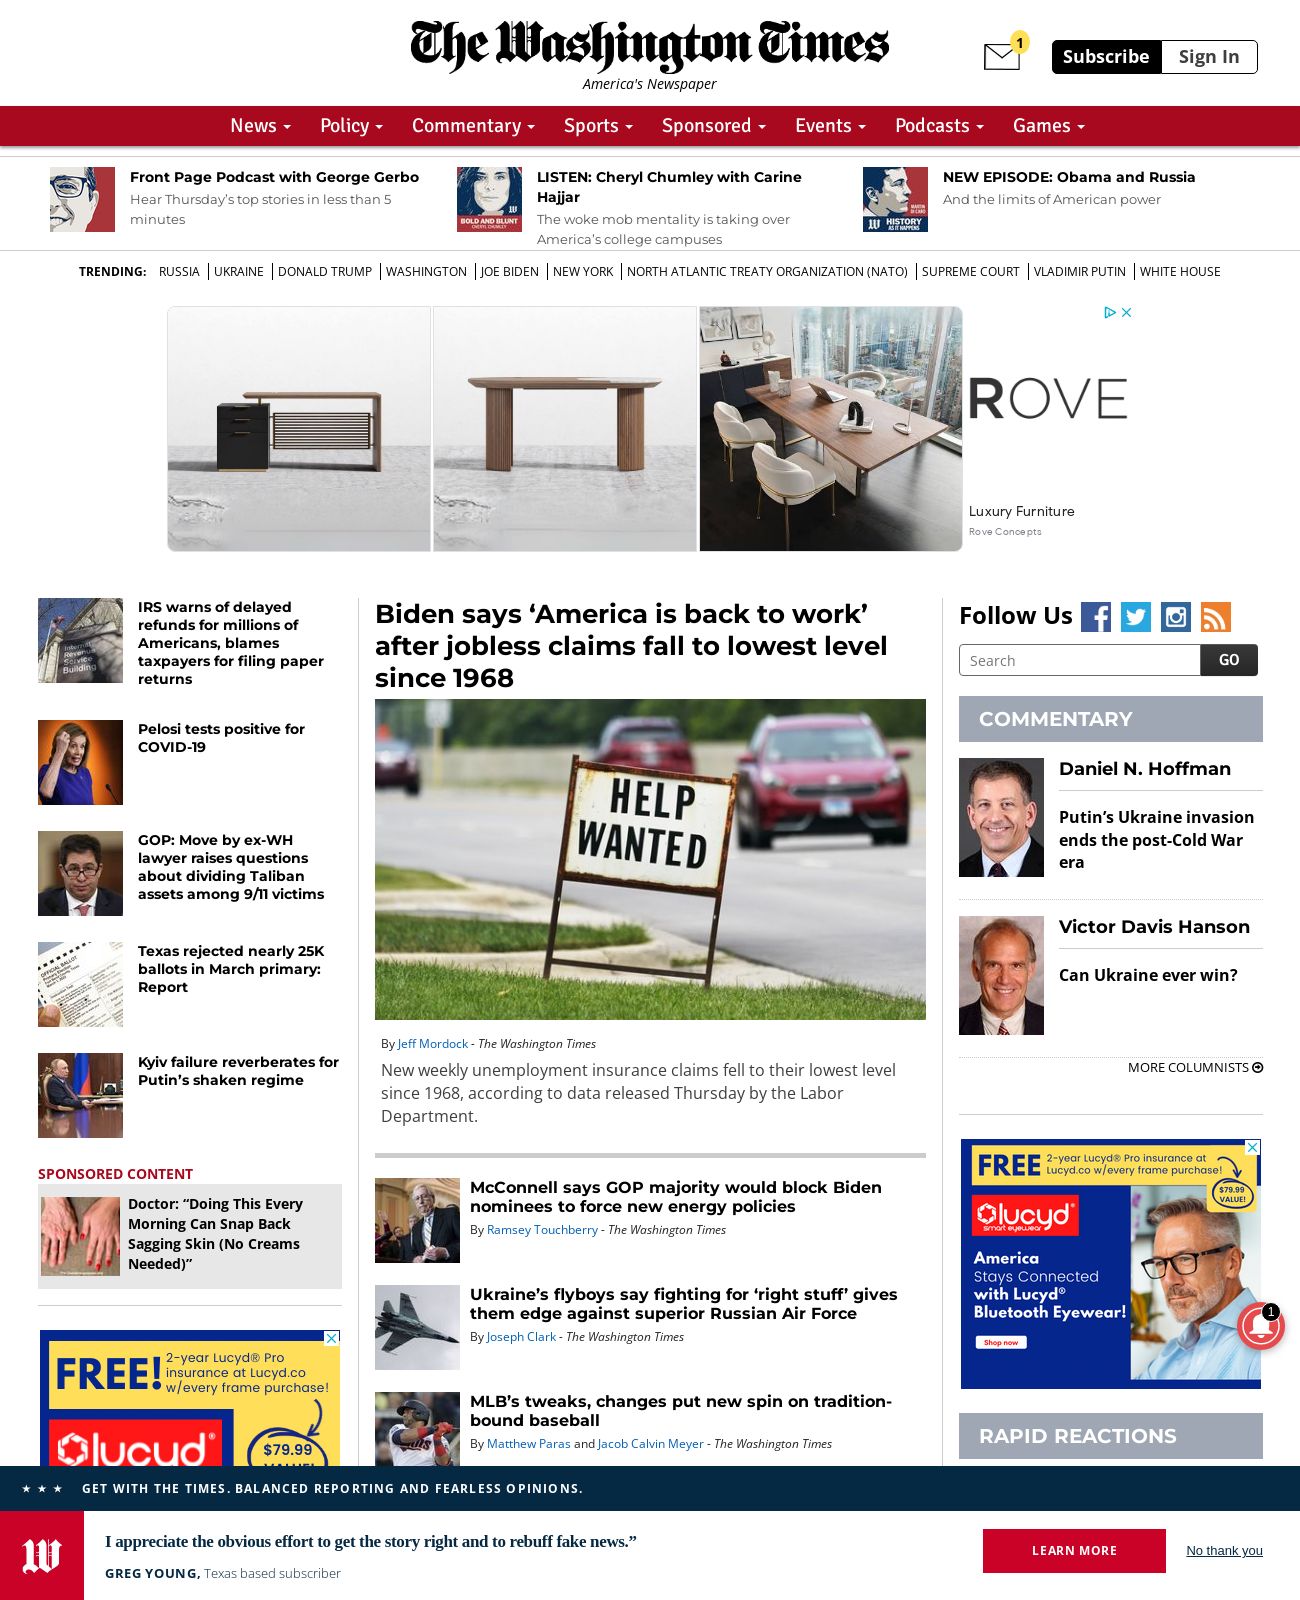 The Washington Times
America's Newspaper
1
Subscribe
Sign In
News
Policy
Commentary
Sports
Sponsored
Events
Podcasts
Games
Front Page Podcast with George Gerbo
Hear Thursday’s top stories in less than 5
minutes
BOLD AND BLUNT
CHERYL CHUMLEY
LISTEN: Cheryl Chumley with Carine
Hajjar
The woke mob mentality is taking over
America’s college campuses
MARTIN DI CARO
HISTORY
AS IT HAPPENS
NEW EPISODE: Obama and Russia
And the limits of American power
TRENDING: RUSSIA UKRAINE DONALD TRUMP WASHINGTON JOE BIDEN NEW YORK NORTH ATLANTIC TREATY ORGANIZATION (NATO) SUPREME COURT VLADIMIR PUTIN WHITE HOUSE
ROVE
Luxury Furniture
Rove Concepts
Internal
Revenue
Service
Building
IRS warns of delayed
refunds for millions of
Americans, blames
taxpayers for filing paper
returns
Pelosi tests positive for
COVID-19
GOP: Move by ex-WH
lawyer raises questions
about dividing Taliban
assets among 9/11 victims
OFFICIAL BALLOT
Texas rejected nearly 25K
ballots in March primary:
Report
Kyiv failure reverberates for
Putin’s shaken regime
SPONSORED CONTENT
Doctor: “Doing This Every
Morning Can Snap Back
Sagging Skin (No Creams
Needed)”
FREE!
2-year Lucyd® Pro
insurance at Lucyd.co
w/every frame purchase!
lucyd®
$79.99
VALUE!
Biden says ‘America is back to work’
after jobless claims fall to lowest level
since 1968
HELP
WANTED
By Jeff Mordock - The Washington Times
New weekly unemployment insurance claims fell to their lowest level
since 1968, according to data released Thursday by the Labor
Department.
McConnell says GOP majority would block Biden
nominees to force new energy policies
By Ramsey Touchberry - The Washington Times
Ukraine’s flyboys say fighting for ‘right stuff’ gives
them edge against superior Russian Air Force
By Joseph Clark - The Washington Times
MLB’s tweaks, changes put new spin on tradition-
bound baseball
By Matthew Paras and Jacob Calvin Meyer - The Washington Times
Follow Us
Search
GO
COMMENTARY
Daniel N. Hoffman
Putin’s Ukraine invasion
ends the post-Cold War
era
Victor Davis Hanson
Can Ukraine ever win?
MORE COLUMNISTS
FREE
2-year Lucyd® Pro insurance at
Lucyd.co w/every frame purchase!
$79.99
VALUE!
lucyd®
smart eyewear
America
Stays Connected
with Lucyd®
Bluetooth Eyewear!
Shop now
1
RAPID REACTIONS
GET WITH THE TIMES. BALANCED REPORTING AND FEARLESS OPINIONS.
W
I appreciate the obvious effort to get the story right and to rebuff fake news.”
GREG YOUNG, Texas based subscriber
LEARN MORE
No thank you